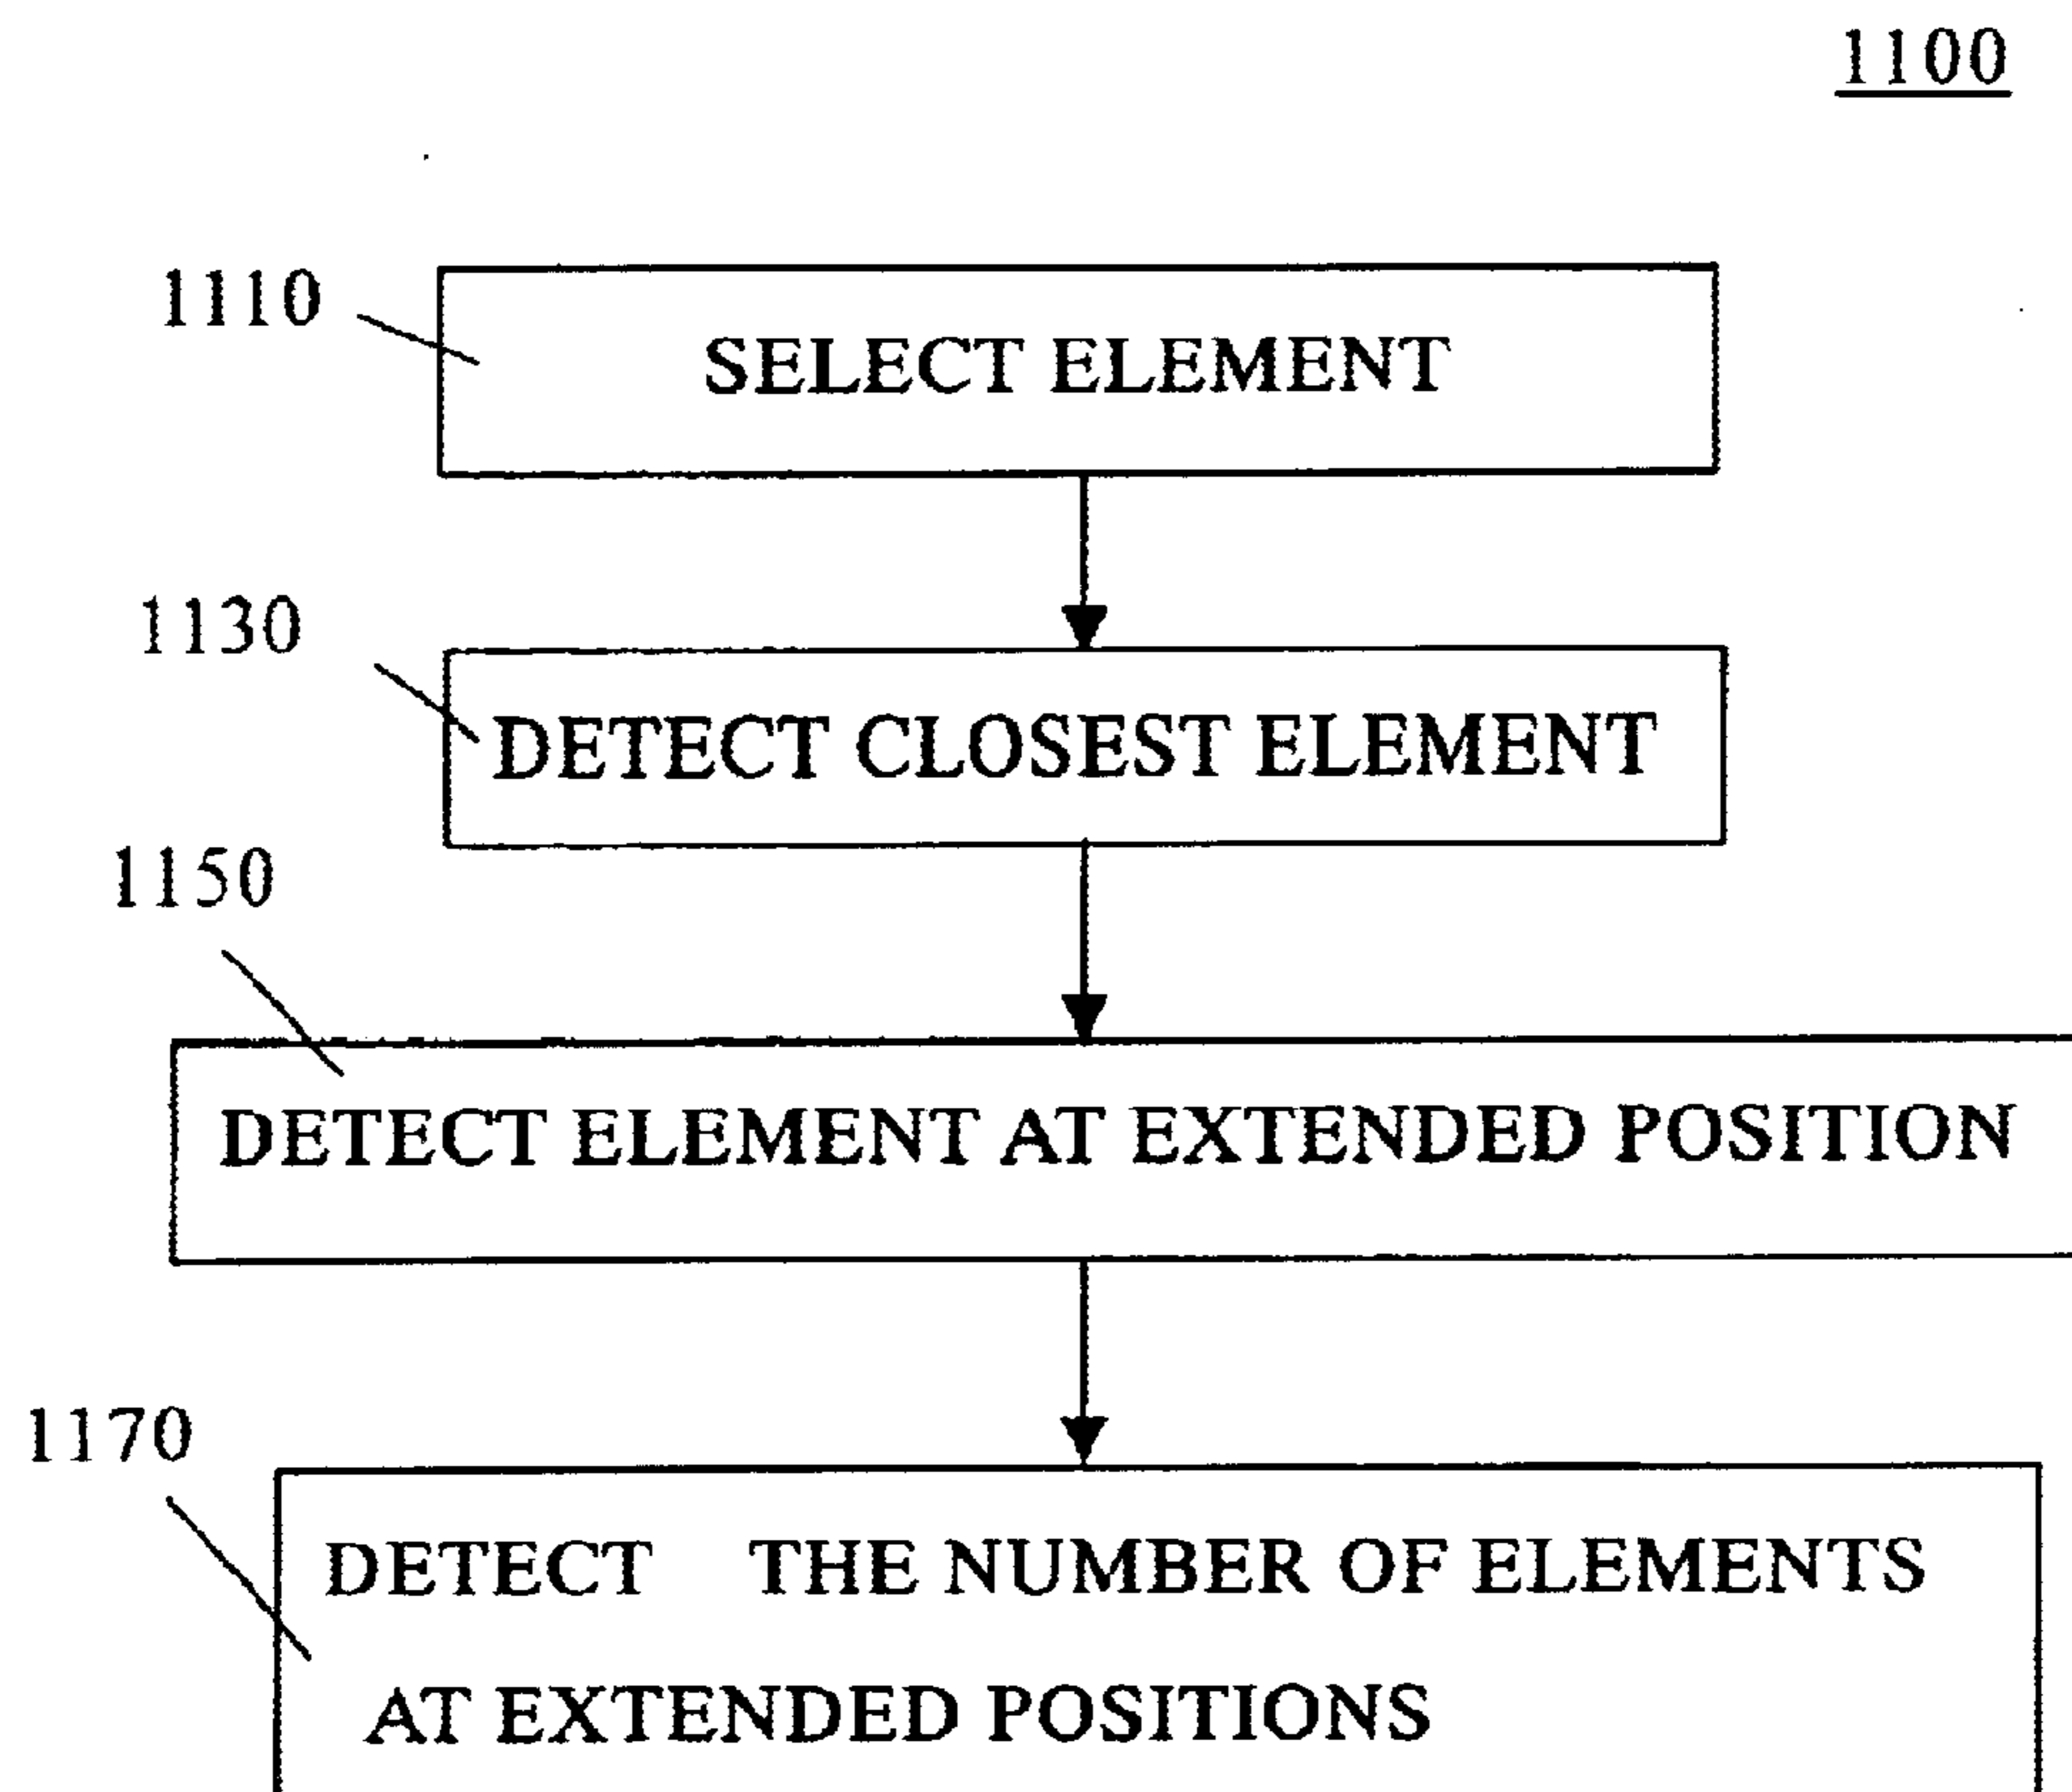 1100
1110
SELECT ELEMENT
1130
DETECT CLOSEST ELEMENT
1150
DETECT ELEMENT AT EXTENDED POSITION
1170
DETECT THE NUMBER OF ELEMENTS
AT EXTENDED POSITIONS